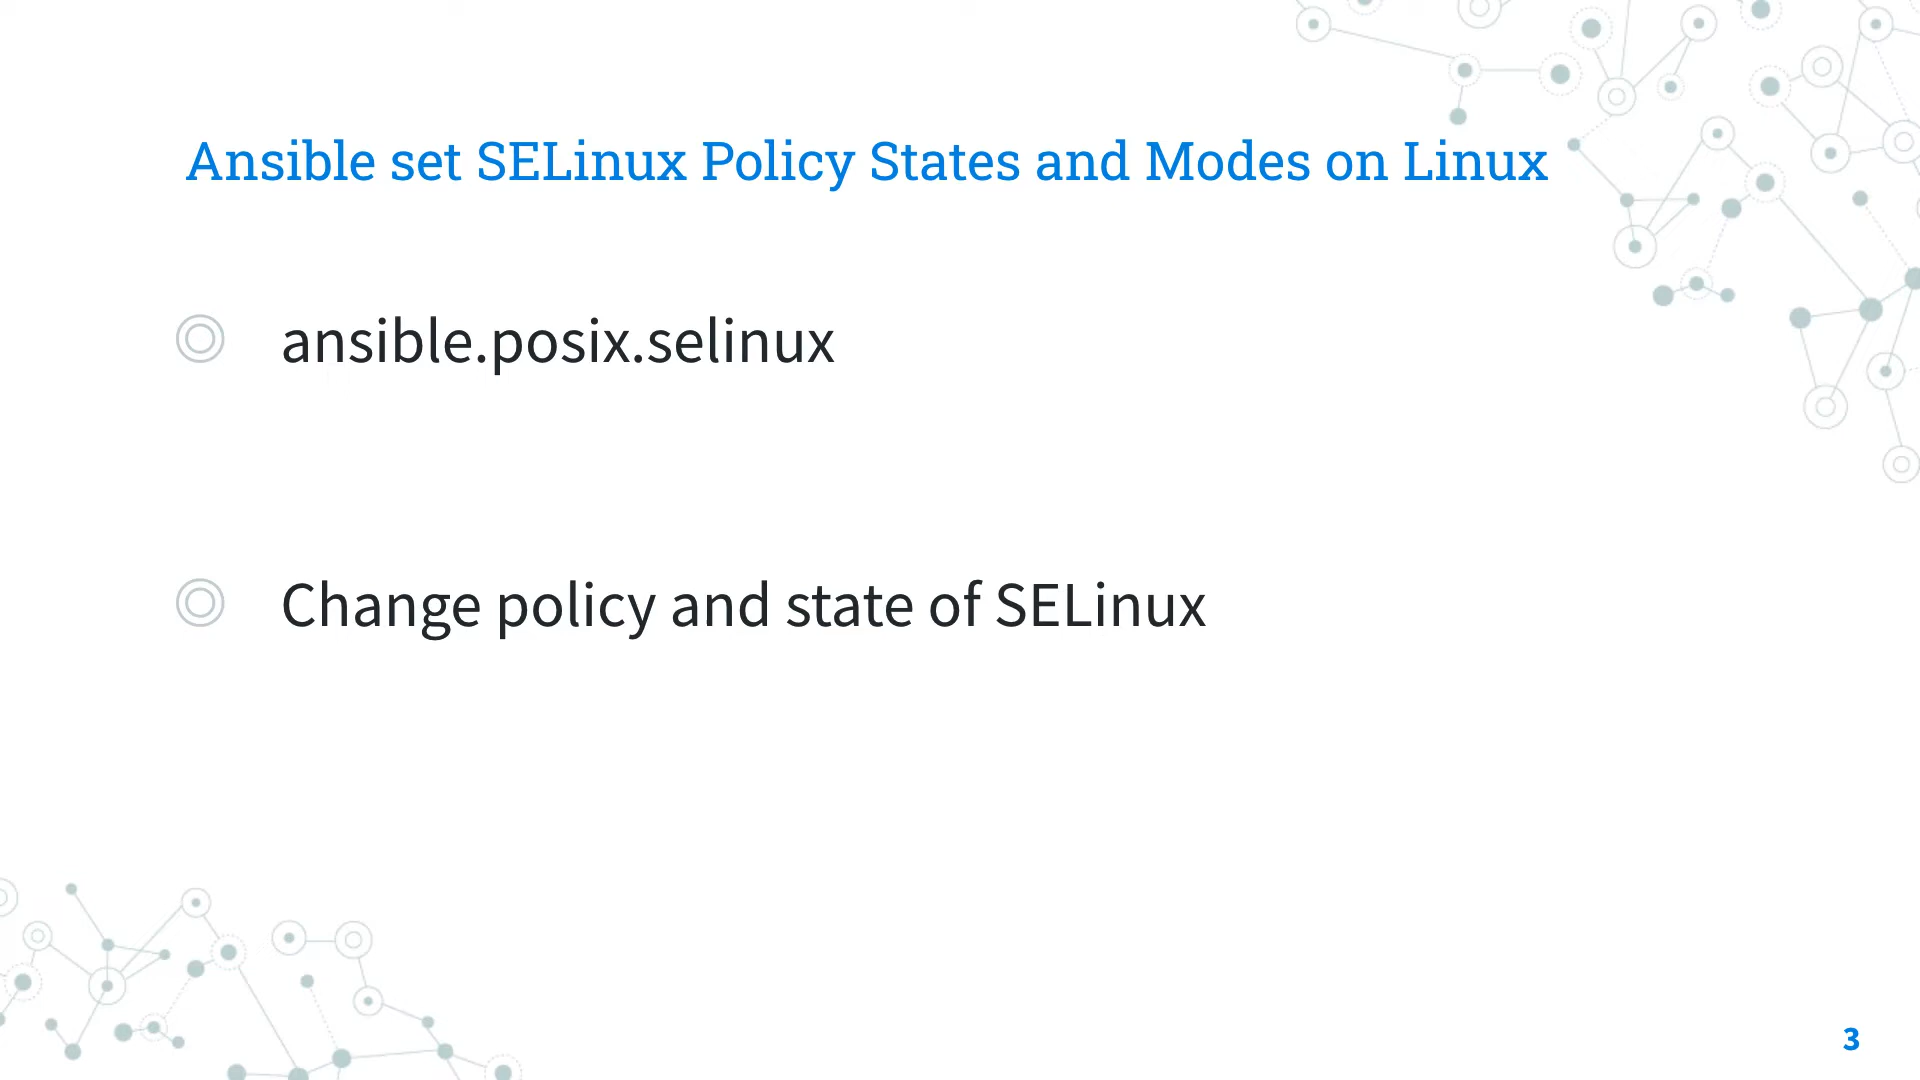 Ansible set SELinux Policy States and Modes on Linux
ansible.posix.selinux
Change policy and state of SELinux
3